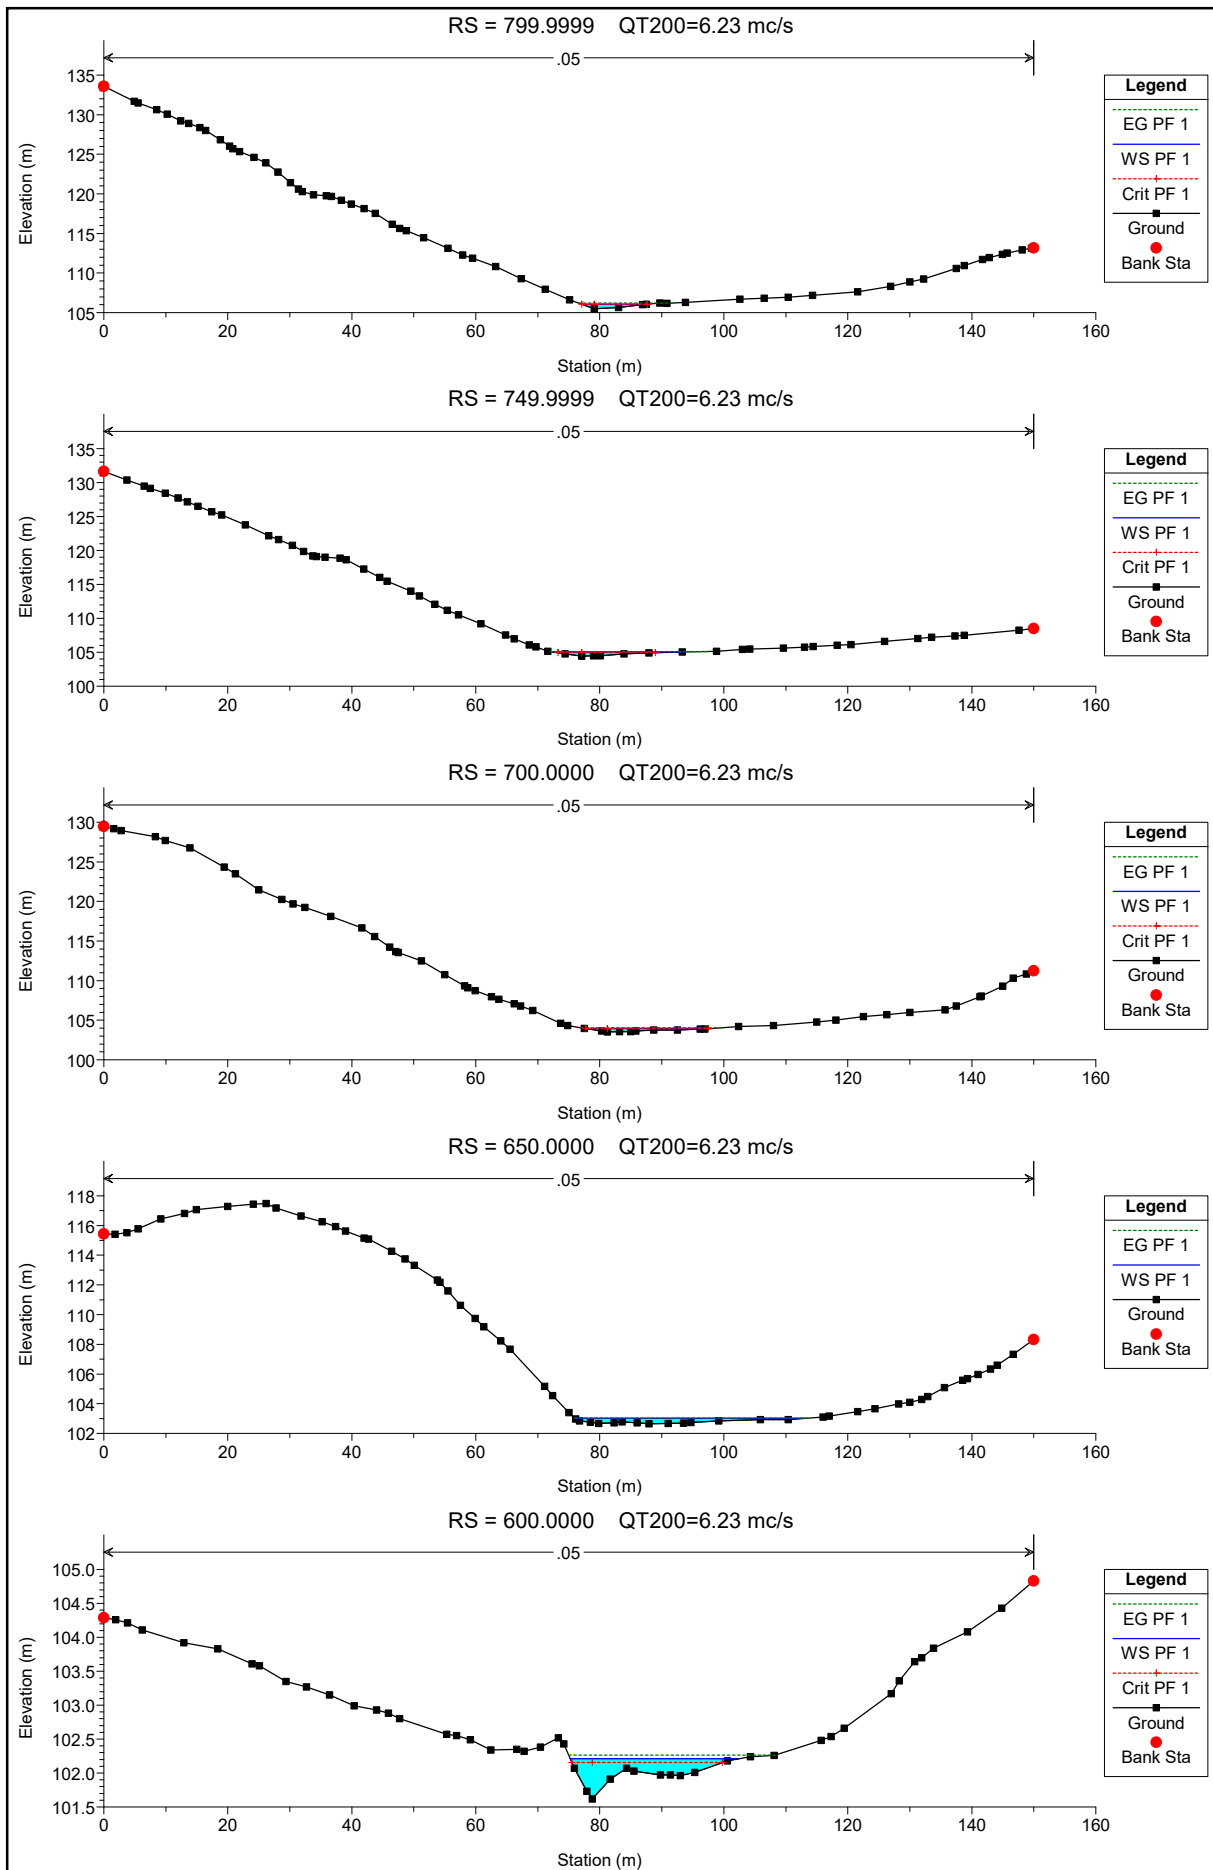 RS = 799.9999    QT200=6.23 mc/s
.05
Elevation (m)
135
130
125
120
115
110
105
0 20 40 60 80 100 120 140 160
Station (m)
Legend
EG PF 1
WS PF 1
Crit PF 1
Ground
Bank Sta
RS = 749.9999    QT200=6.23 mc/s
.05
Elevation (m)
135
130
125
120
115
110
105
100
0 20 40 60 80 100 120 140 160
Station (m)
Legend
EG PF 1
WS PF 1
Crit PF 1
Ground
Bank Sta
RS = 700.0000    QT200=6.23 mc/s
.05
Elevation (m)
130
125
120
115
110
105
100
0 20 40 60 80 100 120 140 160
Station (m)
Legend
EG PF 1
WS PF 1
Crit PF 1
Ground
Bank Sta
RS = 650.0000    QT200=6.23 mc/s
.05
Elevation (m)
118
116
114
112
110
108
106
104
102
0 20 40 60 80 100 120 140 160
Station (m)
Legend
EG PF 1
WS PF 1
Ground
Bank Sta
RS = 600.0000    QT200=6.23 mc/s
.05
Elevation (m)
105.0
104.5
104.0
103.5
103.0
102.5
102.0
101.5
0 20 40 60 80 100 120 140 160
Station (m)
Legend
EG PF 1
WS PF 1
Crit PF 1
Ground
Bank Sta